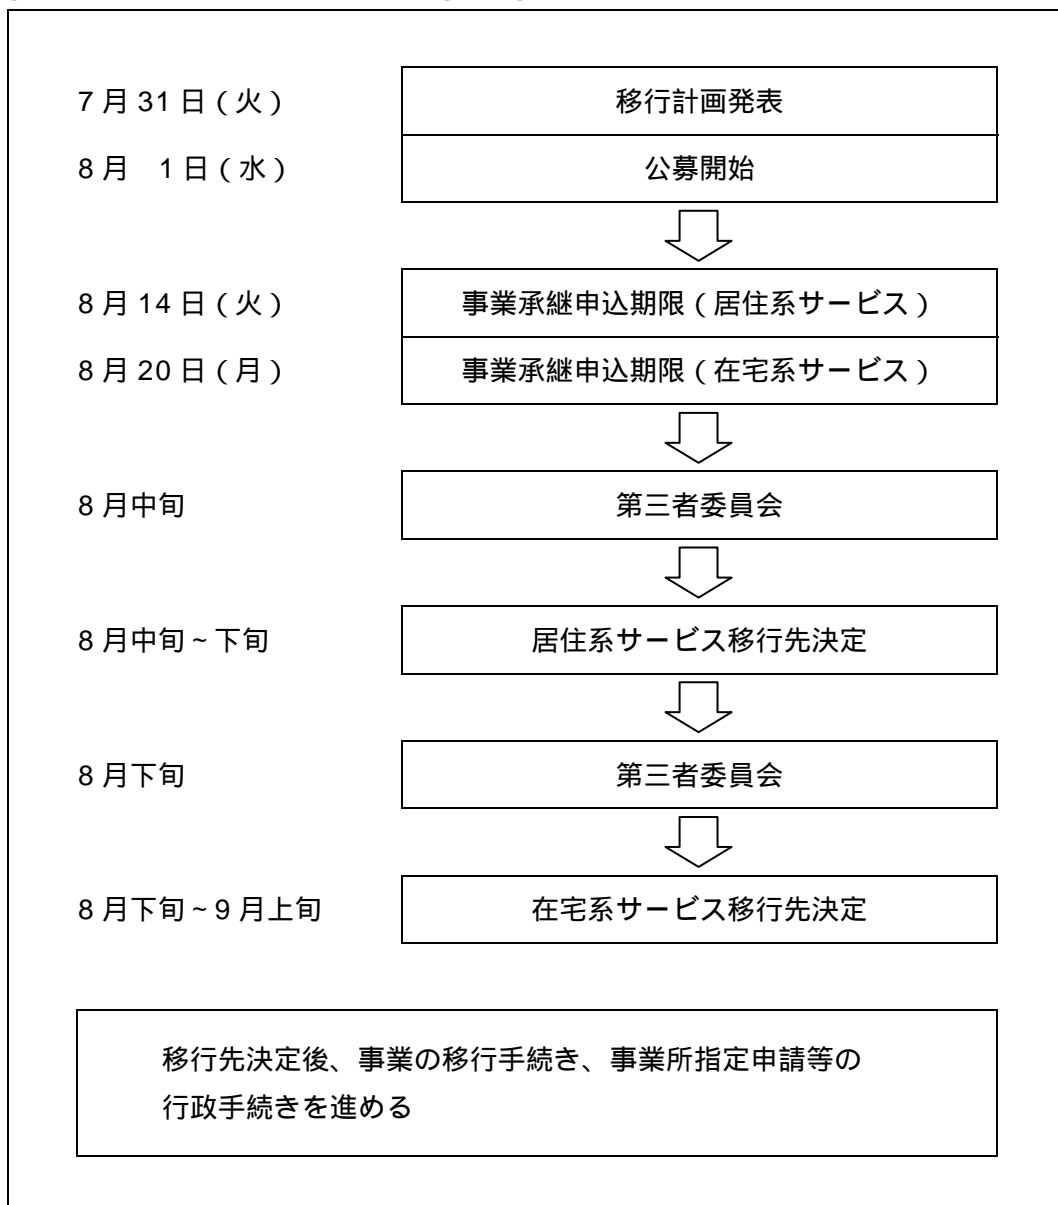 7月31日（火） 移行計画発表
8月　1日（水） 公募開始
8月14日（火） 事業承継申込期限（居住系サービス）
8月20日（月） 事業承継申込期限（在宅系サービス）
8月中旬 第三者委員会
8月中旬～下旬 居住系サービス移行先決定
8月下旬 第三者委員会
8月下旬～9月上旬 在宅系サービス移行先決定
移行先決定後、事業の移行手続き、事業所指定申請等の
行政手続きを進める